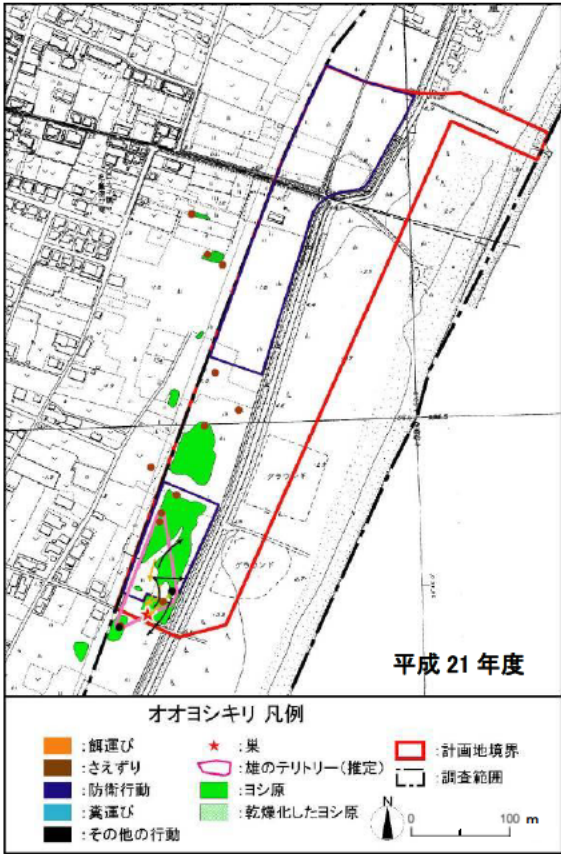 グラウンド
グラウンド
平成 21 年度
オオヨシキリ 凡例
:餌運び
:さえずり
:防衛行動
:糞運び
:その他の行動
:巣
:雄のテリトリー(推定)
:ヨシ原
:乾燥化したヨシ原
:計画地境界
:調査範囲
N
0 100 m